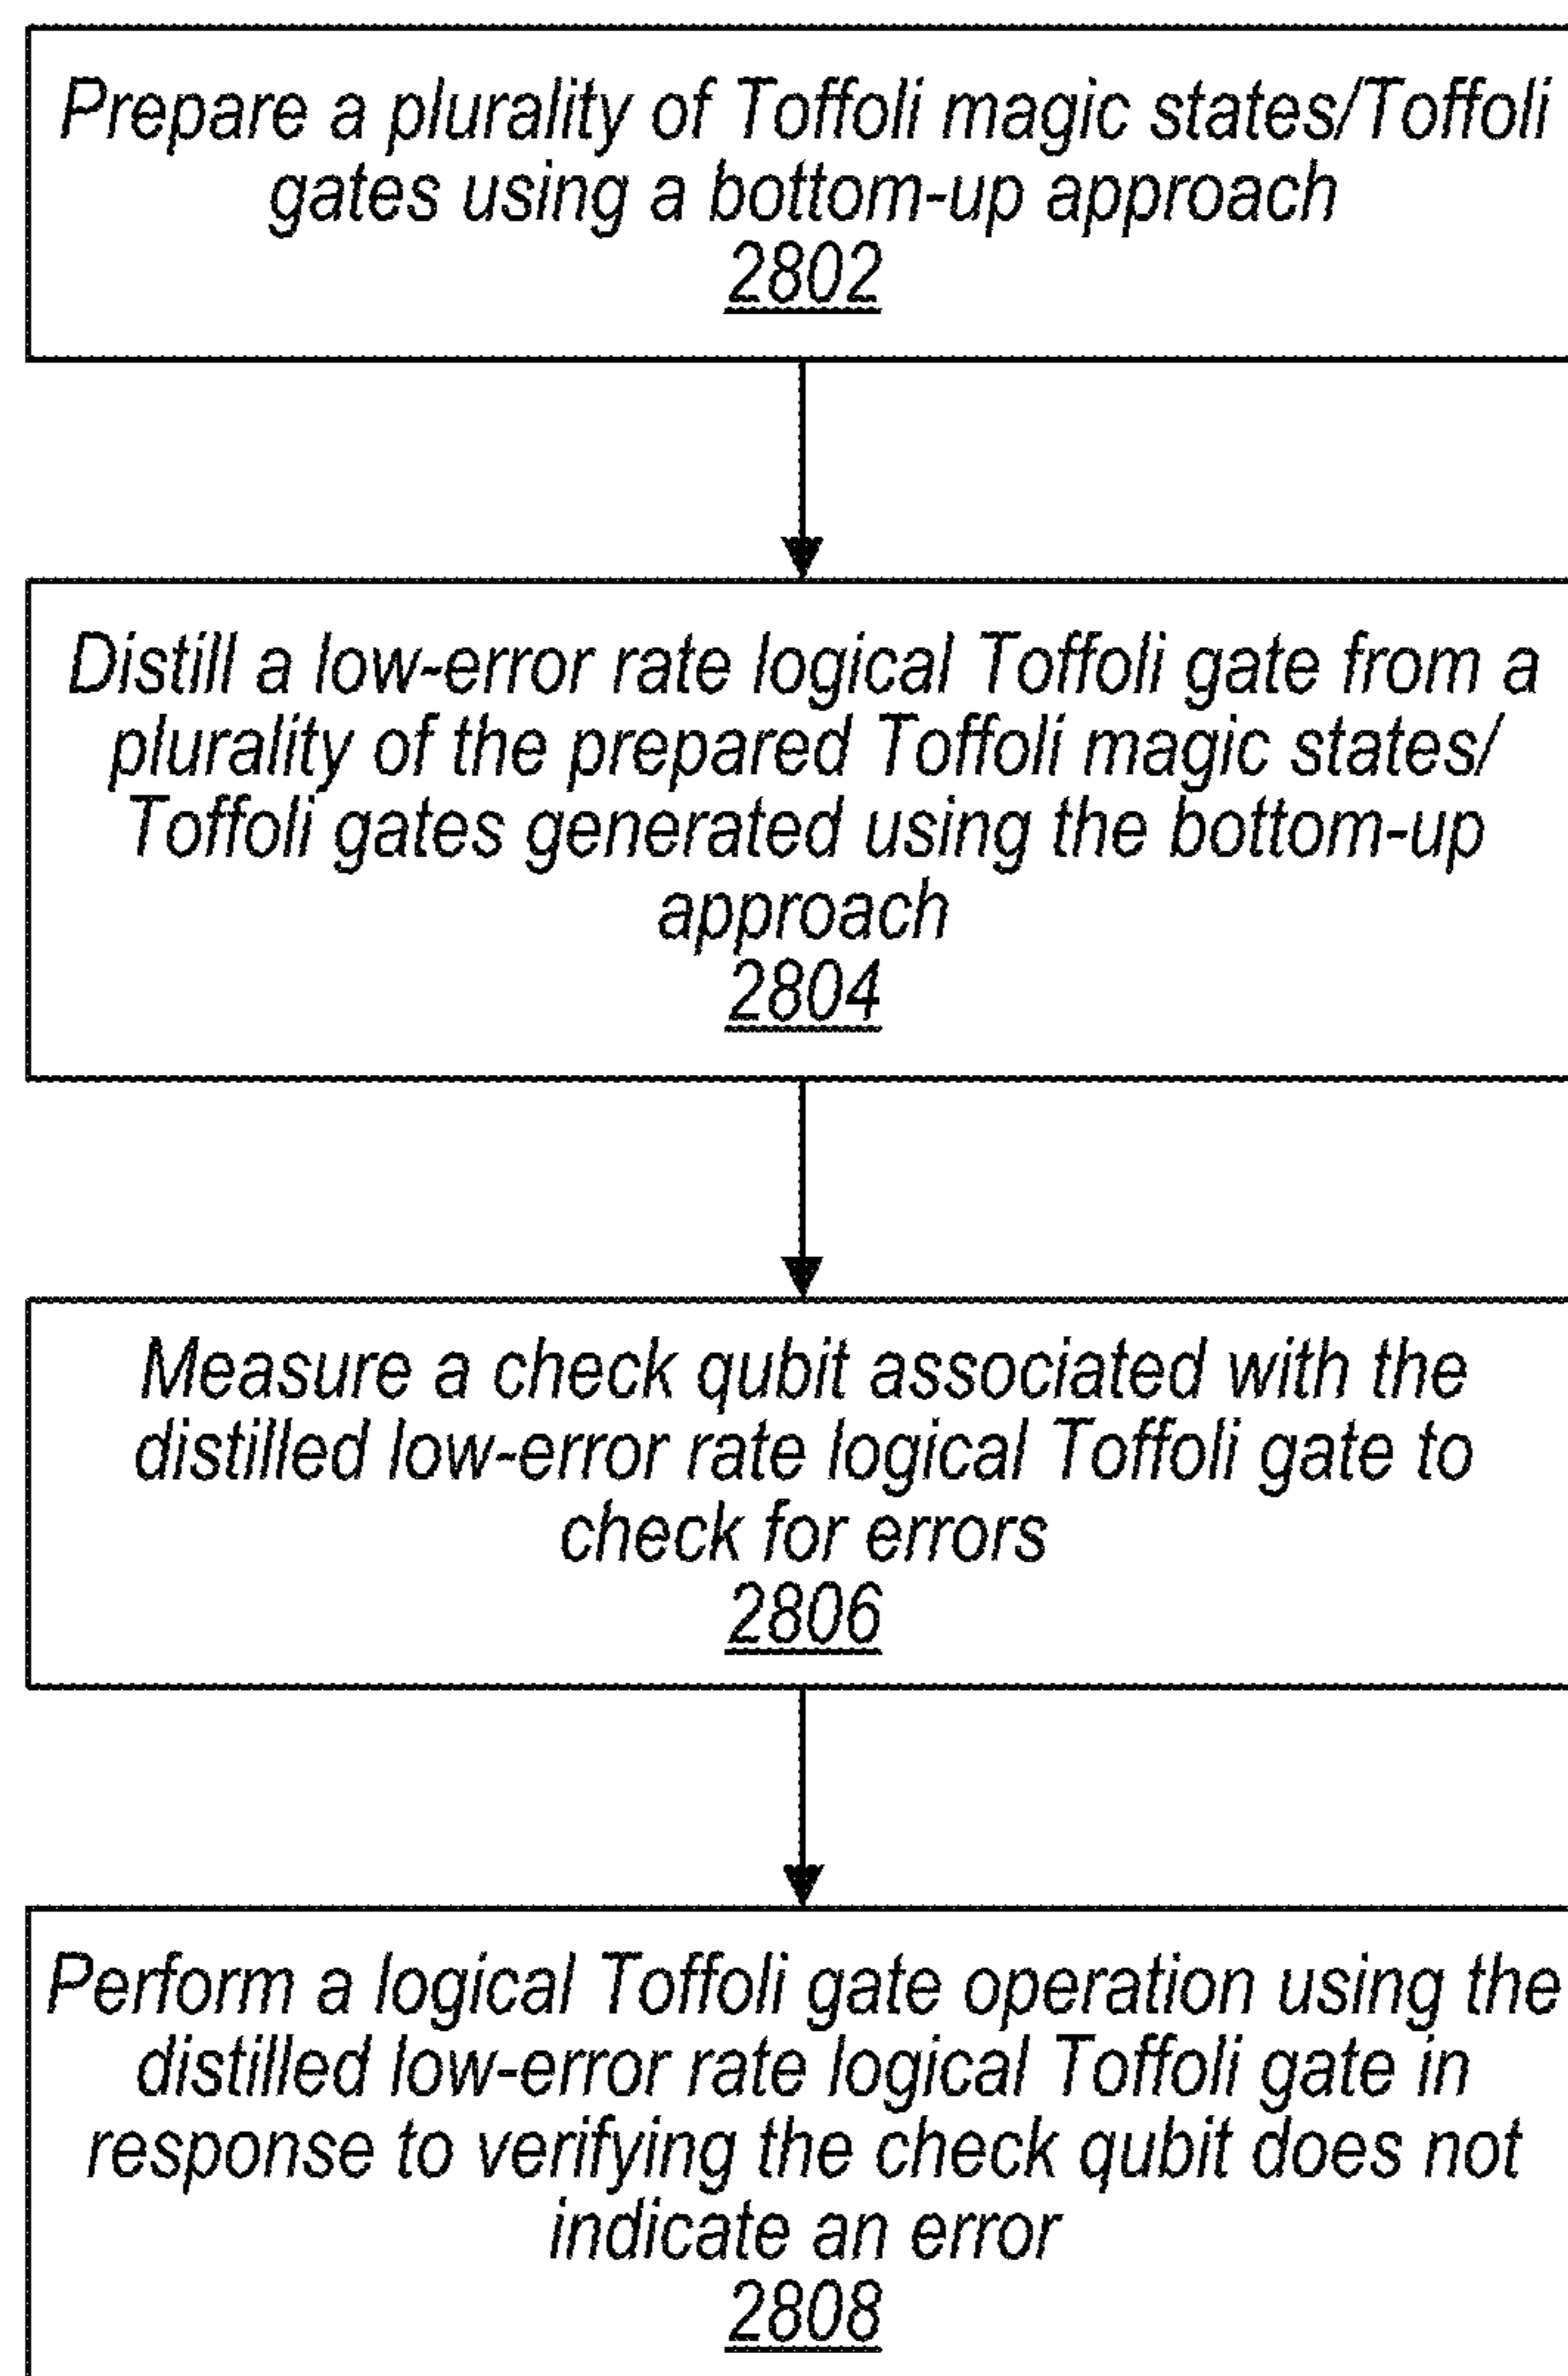 Prepare a plurality of Toffoli magic states/Toffoli
gates using a bottom-up approach
2802
Distill a low-error rate logical Toffoli gate from a
plurality of the prepared Toffoli magic states/
Toffoli gates generated using the bottom-up
approach
2804
Measure a check qubit associated with the
distilled low-error rate logical Toffoli gate to
check for errors
2806
Perform a logical Toffoli gate operation using the
distilled low-error rate logical Toffoli gate in
response to verifying the check qubit does not
indicate an error
2808